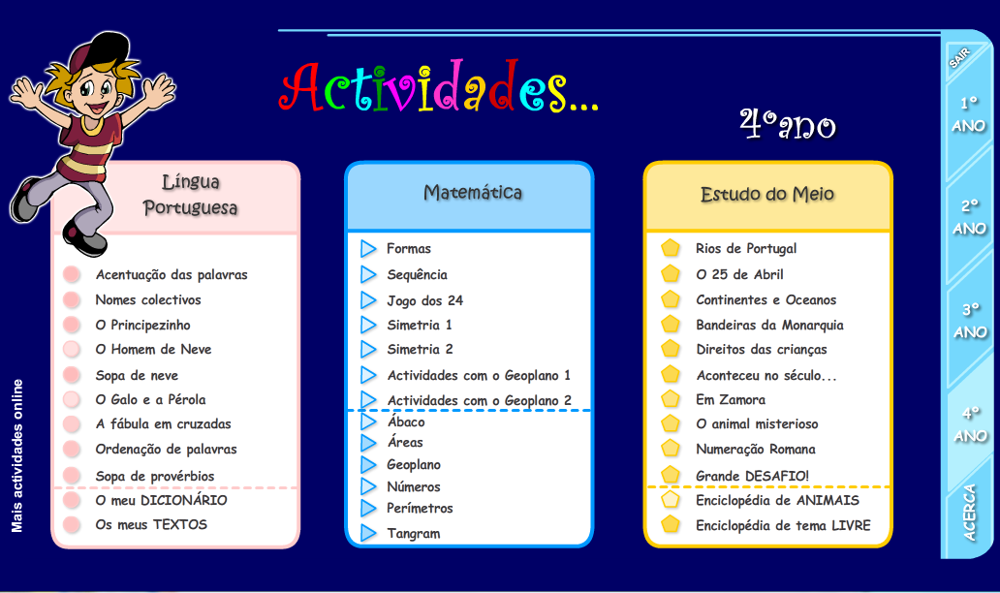 Actividades...
4ºano
Língua
Portuguesa
Acentuação das palavras
Nomes colectivos
O Principezinho
O Homem de Neve
Sopa de neve
O Galo e a Pérola
A fábula em cruzadas
Ordenação de palavras
Sopa de provérbios
O meu DICIONÁRIO
Os meus TEXTOS
Matemática
Formas
Sequência
Jogo dos 24
Simetria 1
Simetria 2
Actividades com o Geoplano 1
Actividades com o Geoplano 2
Ábaco
Áreas
Geoplano
Números
Perímetros
Tangram
Estudo do Meio
Rios de Portugal
O 25 de Abril
Continentes e Oceanos
Bandeiras da Monarquia
Direitos das crianças
Aconteceu no século...
Em Zamora
O animal misterioso
Numeração Romana
Grande DESAFIO!
Enciclopédia de ANIMAIS
Enciclopédia de tema LIVRE
SAIR
1º
ANO
2º
ANO
3º
ANO
4º
ANO
ACERCA
Mais actividades online